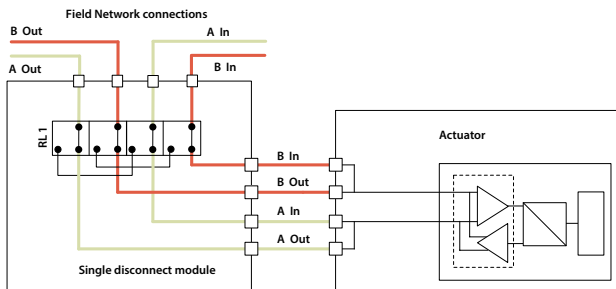 Field Network connections
B Out
A In
A Out
B In
RL 1
Actuator
B In
B Out
A In
A Out
Single disconnect module